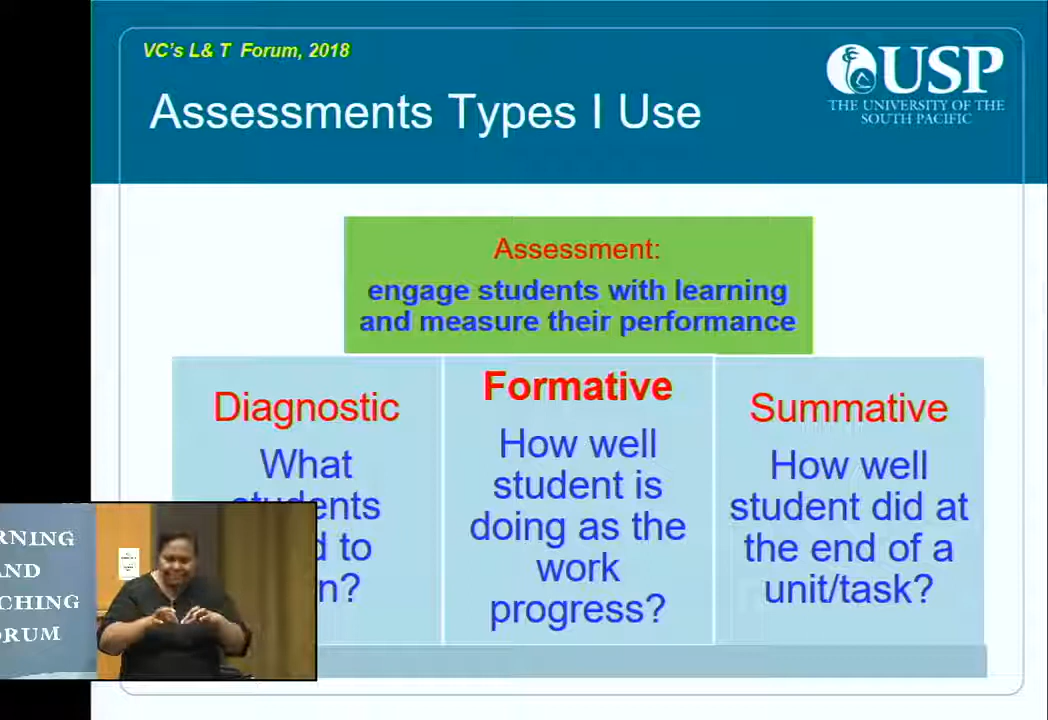 VC's L& T Forum, 2018
USP
THE UNIVERSITY OF THE
SOUTH PACIFIC
Assessments Types I Use
Assessment:
engage students with learning
and measure their performance
Diagnostic
What
students
to
Formative
How well
student is
doing as the
work
progress?
Summative
How well
student did at
the end of a
unit/task?
RNING
AND
CHING
ORUM